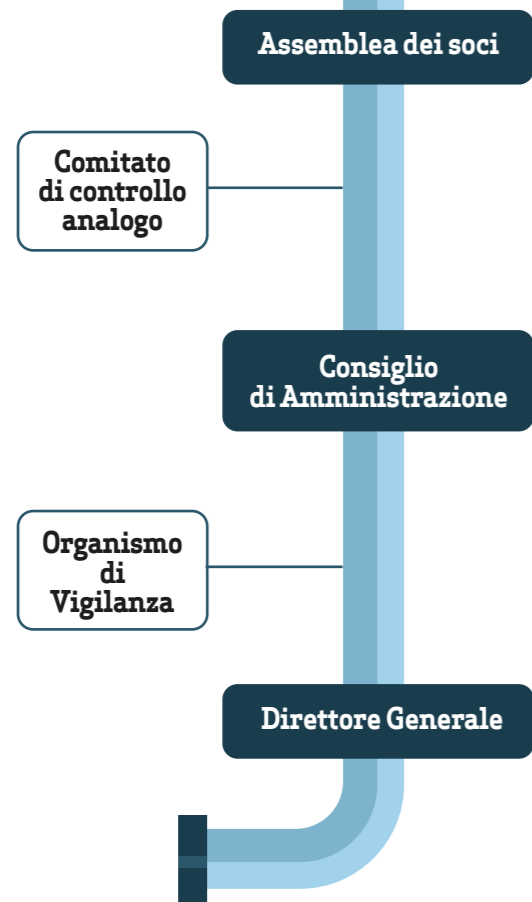 Assemblea dei soci
Comitato
di controllo
analogo
Consiglio
di Amministrazione
Organismo
di
Vigilanza
Direttore Generale